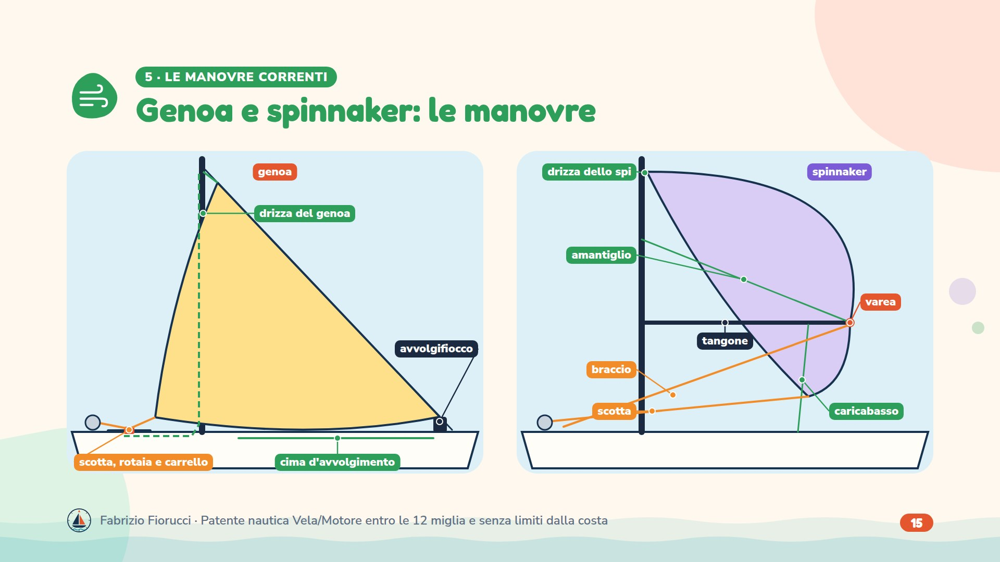 5 · LE MANOVRE CORRENTI
Genoa e spinnaker: le manovre
genoa
drizza del genoa
avvolgifiocco
scotta, rotaia e carrello
cima d'avvolgimento
drizza dello spi
spinnaker
amantiglio
varea
tangone
braccio
scotta
caricabasso
Fabrizio Fiorucci · Patente nautica Vela/Motore entro le 12 miglia e senza limiti dalla costa
15